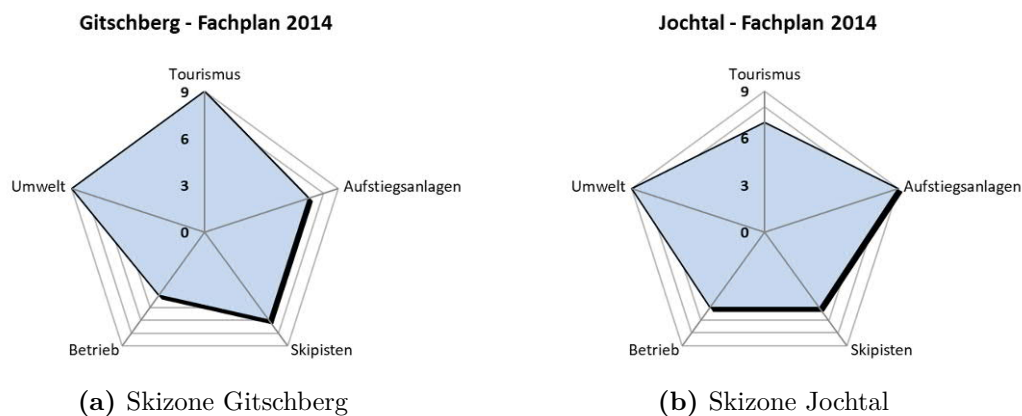 Gitschberg - Fachplan 2014
Tourismus
9
6
3
0
Umwelt
Aufstiegsanlagen
Betrieb
Skipisten
(a) Skizone Gitschberg
Jochtal - Fachplan 2014
Tourismus
9
6
3
0
Umwelt
Aufstiegsanlagen
Betrieb
Skipisten
(b) Skizone Jochtal